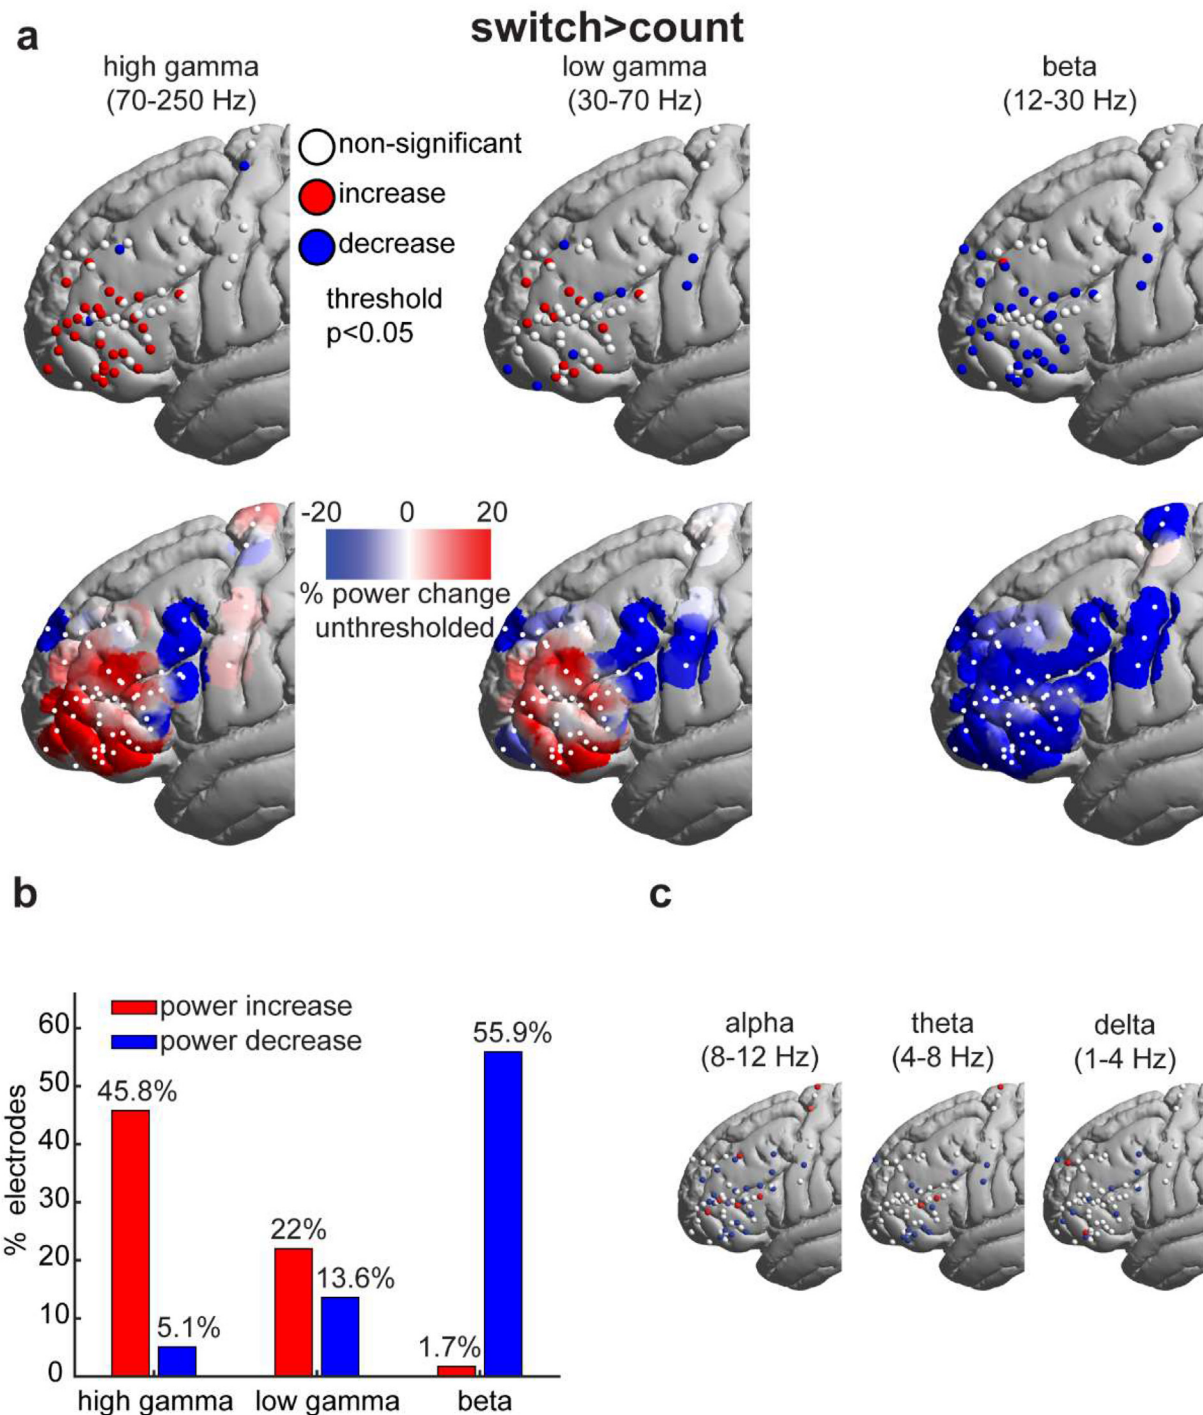 a
switch>count
high gamma
(70-250 Hz)
low gamma
(30-70 Hz)
beta
(12-30 Hz)
non-significant
increase
decrease
threshold
p<0.05
-20 0 20
% power change
unthresholded
b
c
power increase
power decrease
% electrodes
60
50
40
30
20
10
0
45.8%
5.1%
22%
13.6%
1.7%
55.9%
high gamma
low gamma
beta
alpha
(8-12 Hz)
theta
(4-8 Hz)
delta
(1-4 Hz)